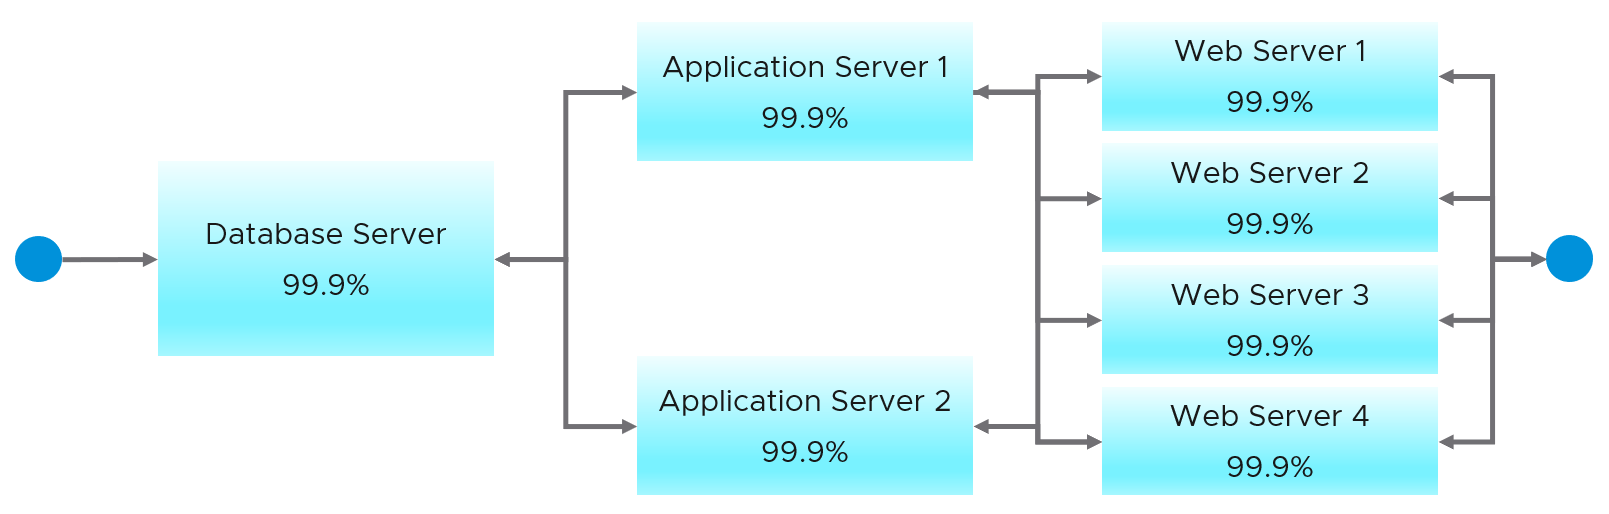 Database Server
99.9%
Application Server 1
99.9%
Application Server 2
99.9%
Web Server 1
99.9%
Web Server 2
99.9%
Web Server 3
99.9%
Web Server 4
99.9%